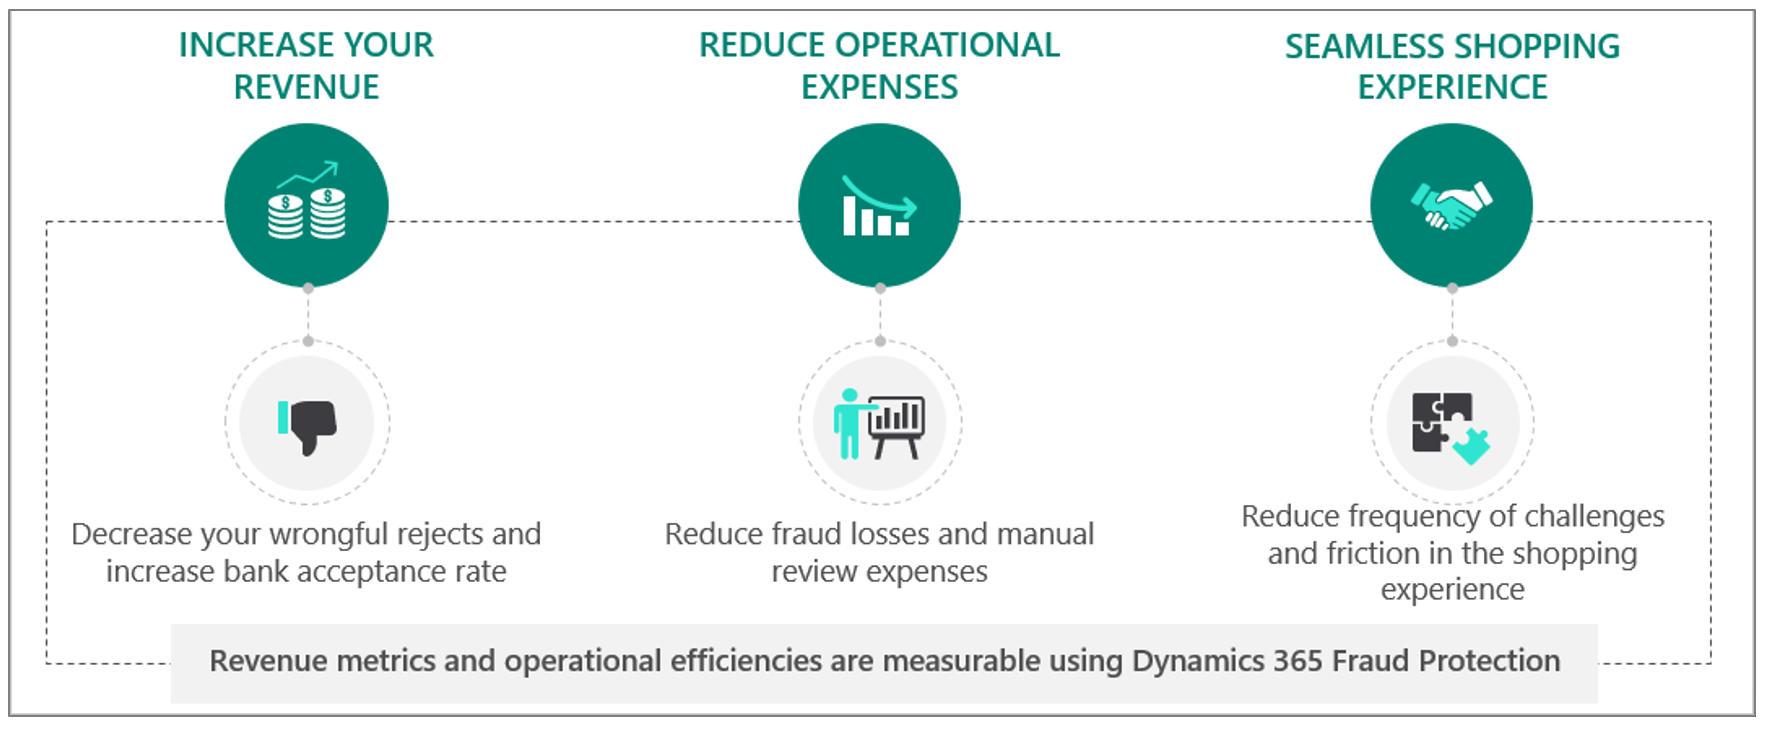 INCREASE YOUR
REVENUE
REDUCE OPERATIONAL
EXPENSES
SEAMLESS SHOPPING
EXPERIENCE
$ $
Decrease your wrongful rejects and
increase bank acceptance rate
Reduce fraud losses and manual
review expenses
Reduce frequency of challenges
and friction in the shopping
experience
Revenue metrics and operational efficiencies are measurable using Dynamics 365 Fraud Protection